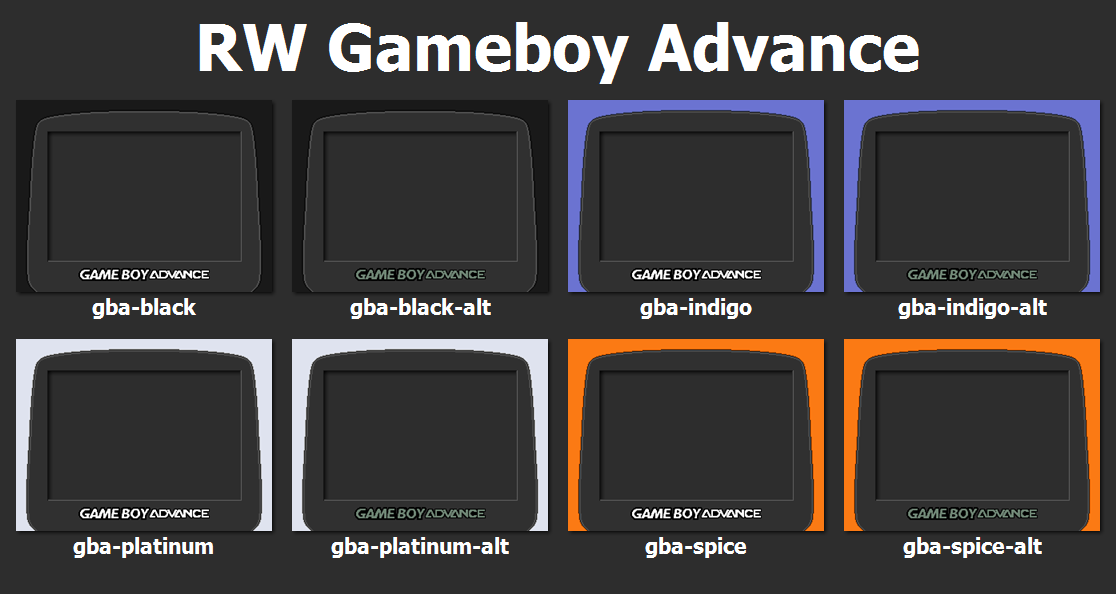 RW Gameboy Advance
GAME BOY ADVANCE GAME BOY ADVANCE GAME BOY ADVANCE GAME BOY ADVANCE
gba-black gba-black-alt gba-indigo gba-indigo-alt
GAME BOY ADVANCE GAME BOY ADVANCE GAME BOY ADVANCE GAME BOY ADVANCE
gba-platinum gba-platinum-alt gba-spice gba-spice-alt